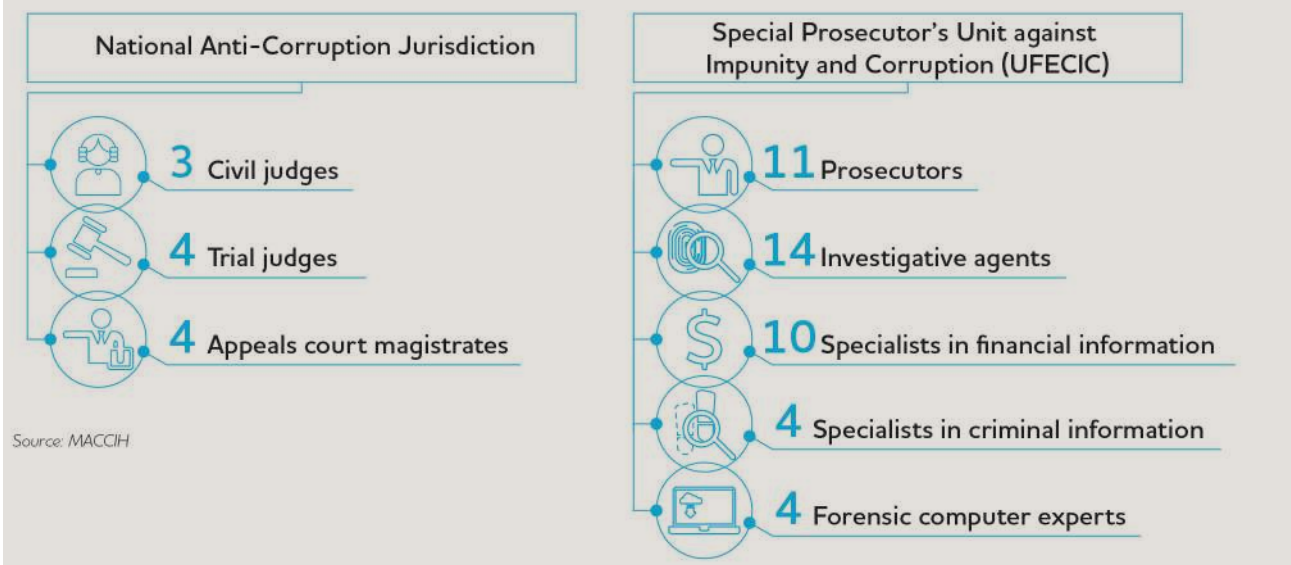 National Anti-Corruption Jurisdiction
3 Civil judges
4 Trial judges
4 Appeals court magistrates
Source: MACCIH
Special Prosecutor's Unit against
Impunity and Corruption (UFECIC)
11 Prosecutors
14 Investigative agents
10 Specialists in financial information
4 Specialists in criminal information
4 Forensic computer experts